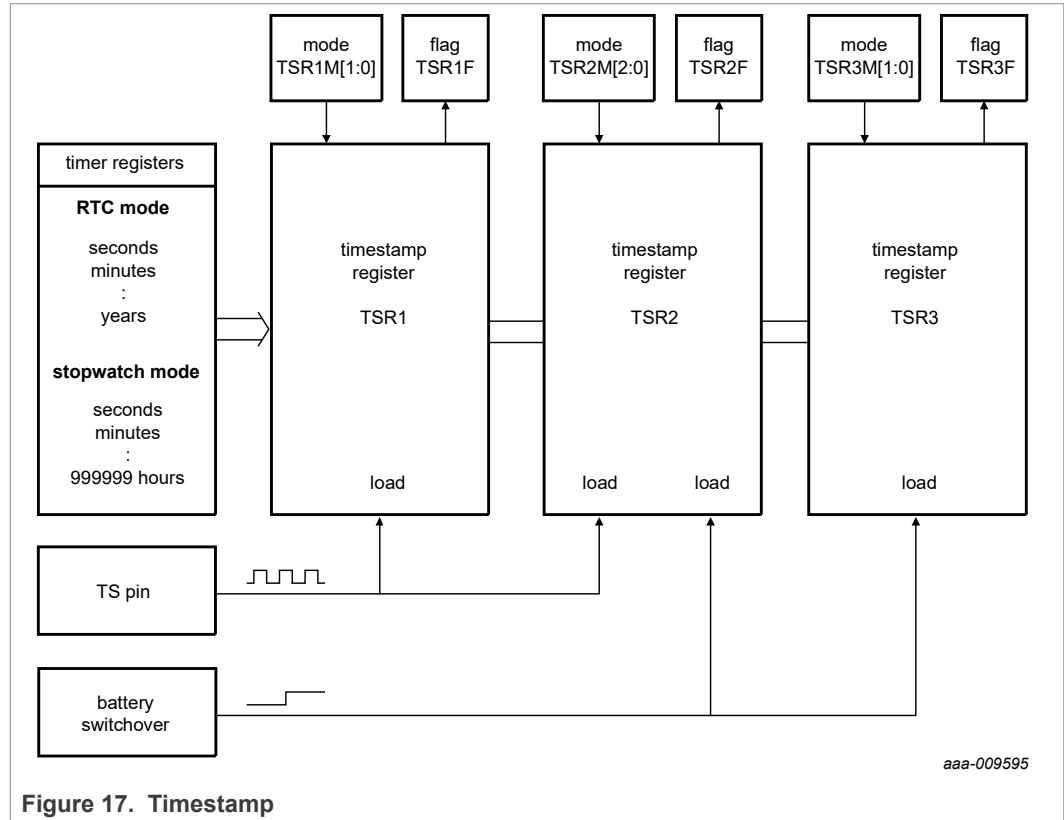 mode
TSR1M[1:0]
flag
TSR1F
mode
TSR2M[2:0]
flag
TSR2F
mode
TSR3M[1:0]
flag
TSR3F
timer registers
RTC mode
seconds
minutes
:
years
stopwatch mode
seconds
minutes
:
999999 hours
timestamp
register
TSR1
load
timestamp
register
TSR2
load
load
timestamp
register
TSR3
load
TS pin
battery
switchover
aaa-009595
Figure 17. Timestamp